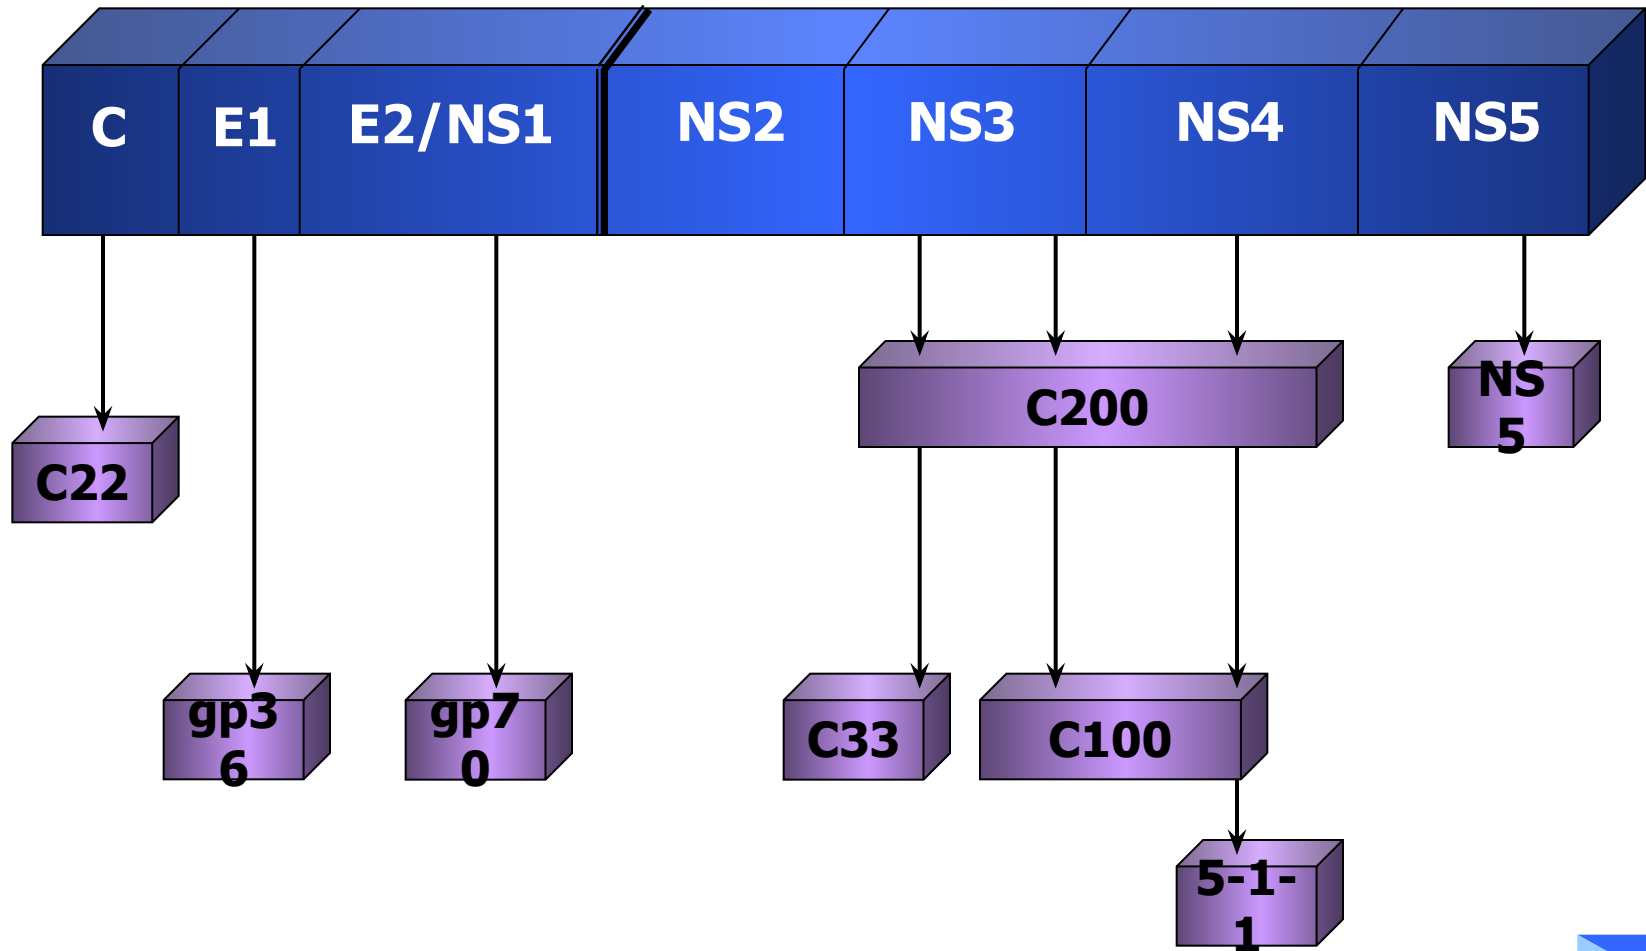 C
E1
E2/NS1
NS2
NS3
NS4
NS5
C200
NS
5
C22
gp3
6
gp7
0
C33
C100
5-1-
1